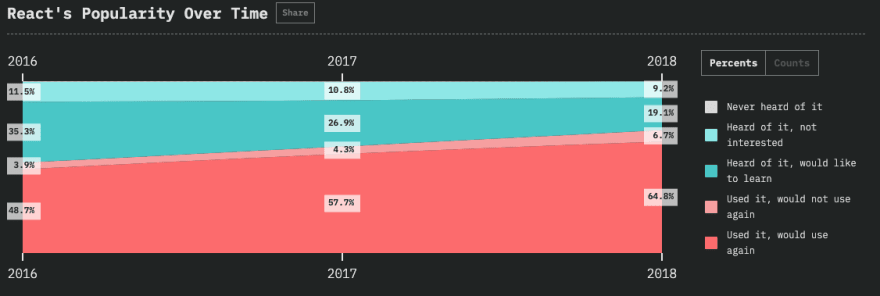 React's Popularity Over Time Share
2016 2017 2018
Percents Counts
11.5% 10.8% 9.2%
35.3% 26.9% 19.1%
3.9% 4.3% 6.7%
48.7% 57.7% 64.8%
Never heard of it
Heard of it, not
interested
Heard of it, would like
to learn
Used it, would not use
again
Used it, would use
again
2016 2017 2018